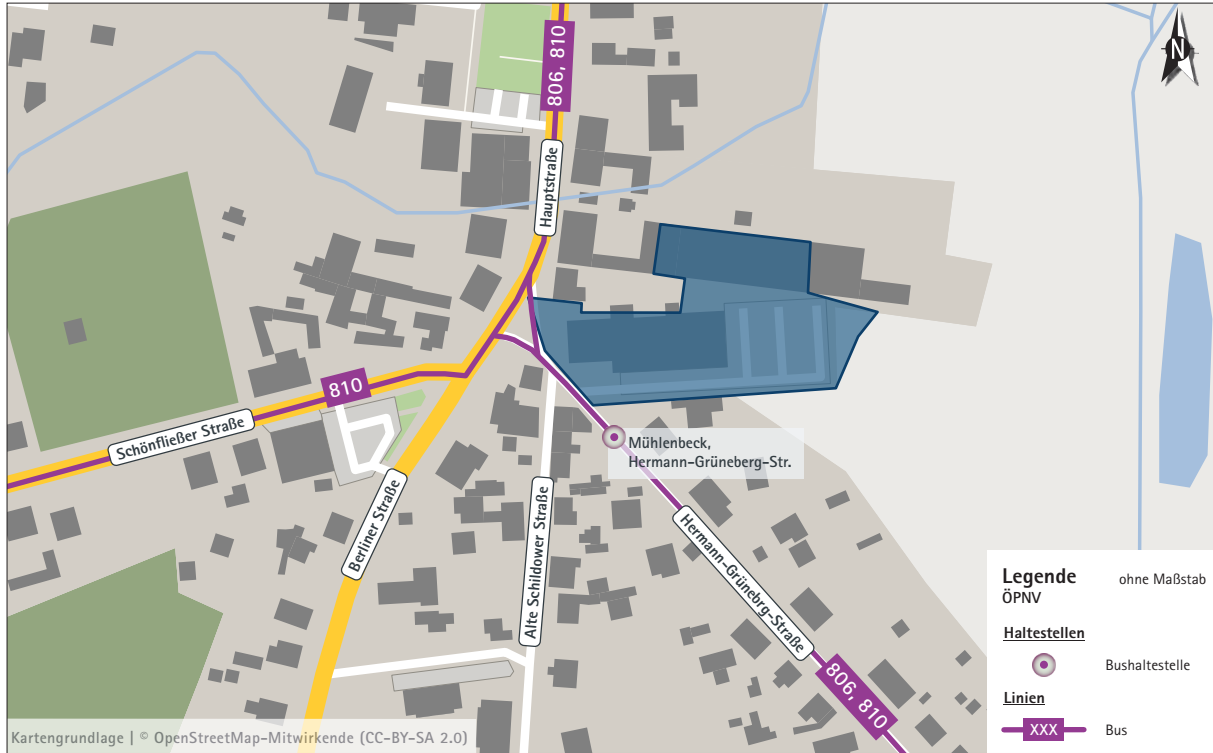 806, 810
N
Hauptstraße
810
Schönfließer Straße
Mühlenbeck,
Hermann-Grüneberg-Str.
Berliner Straße
Alte Schildower Straße
Hermann-Grünebrg-Straße
806, 810
Legende
ohne Maßstab
ÖPNV
Haltestellen
Bushaltestelle
Linien
XXX
Bus
Kartengrundlage | © OpenStreetMap-Mitwirkende (CC-BY-SA 2.0)